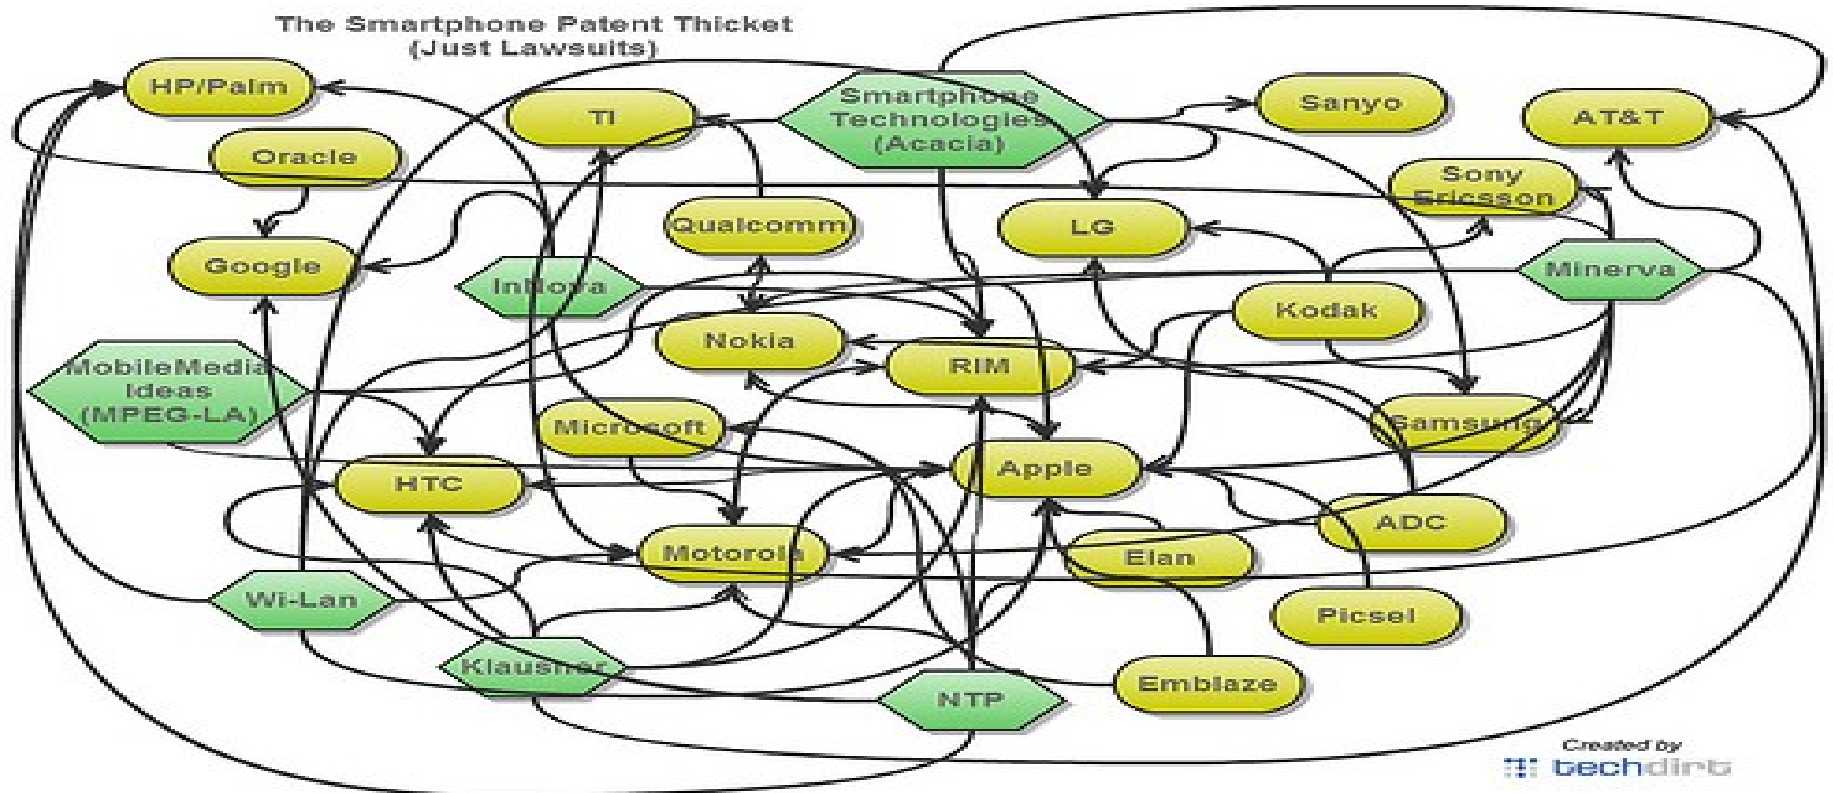 The Smartphone Patent Thicket
(Just Lawsuits)
HP/Palm
TI
Smartphone
Technologies
(Acacia)
Sanyo
AT&T
Oracle
Sony
Ericsson
Qualcomm
LG
Google
InNova
Minerva
Kodak
Nokia
RIM
MobileMedia
Ideas
(MPEG-LA)
Microsoft
Samsung
Apple
HTC
ADC
Motorola
Elan
Wi-Lan
Picsel
Klausner
Emblaze
NTP
Created by
techdirt